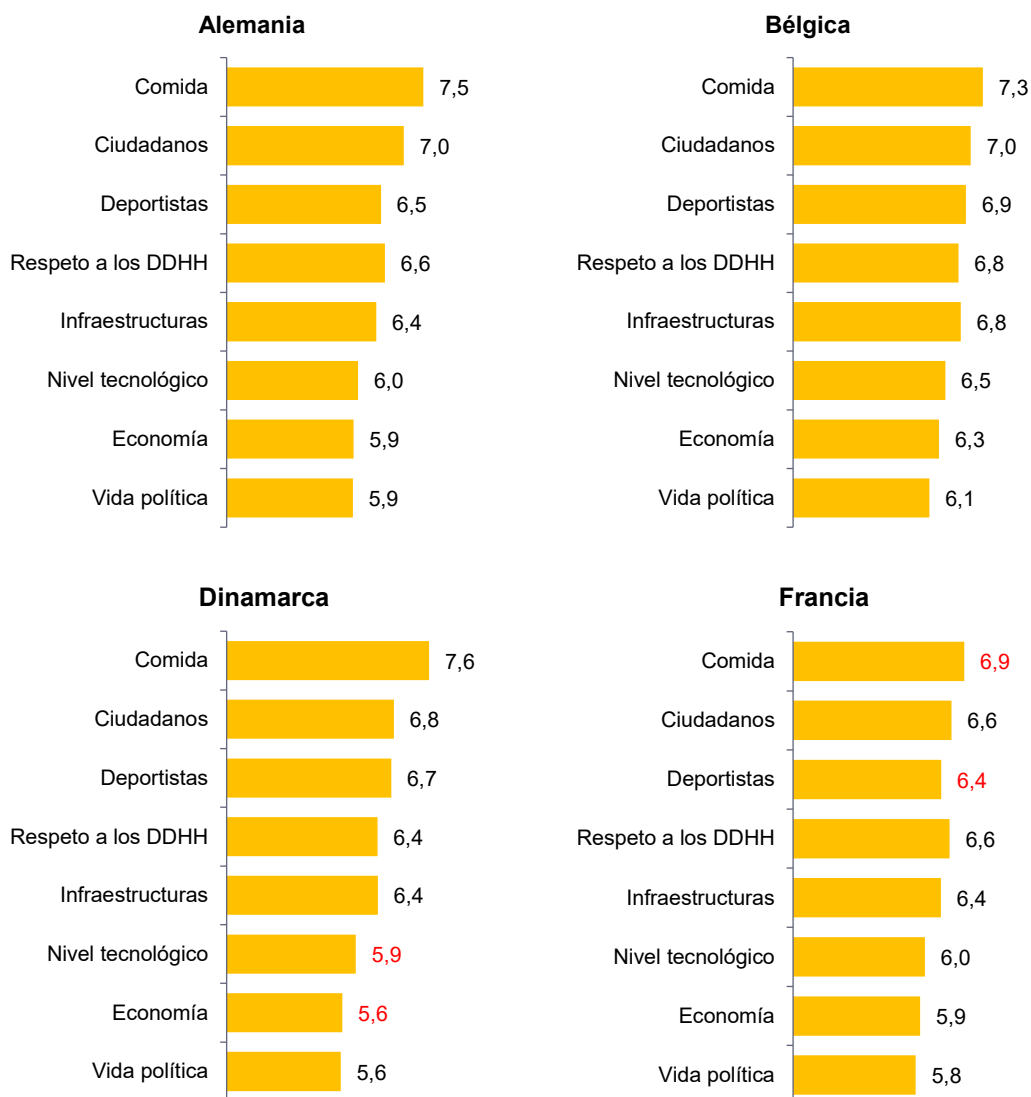 Alemania
Comida 7,5
Ciudadanos 7,0
Deportistas 6,5
Respeto a los DDHH 6,6
Infraestructuras 6,4
Nivel tecnológico 6,0
Economía 5,9
Vida política 5,9
Bélgica
Comida 7,3
Ciudadanos 7,0
Deportistas 6,9
Respeto a los DDHH 6,8
Infraestructuras 6,8
Nivel tecnológico 6,5
Economía 6,3
Vida política 6,1
Dinamarca
Comida 7,6
Ciudadanos 6,8
Deportistas 6,7
Respeto a los DDHH 6,4
Infraestructuras 6,4
Nivel tecnológico 5,9
Economía 5,6
Vida política 5,6
Francia
Comida 6,9
Ciudadanos 6,6
Deportistas 6,4
Respeto a los DDHH 6,6
Infraestructuras 6,4
Nivel tecnológico 6,0
Economía 5,9
Vida política 5,8